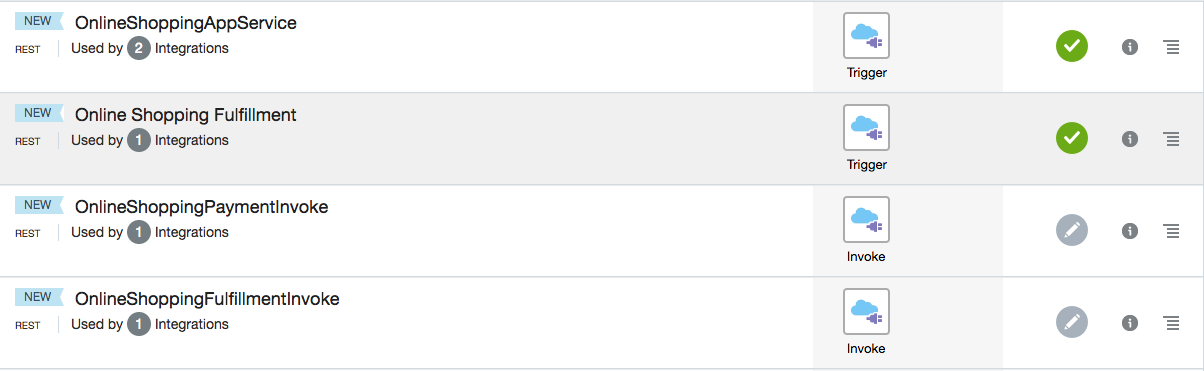 NEW OnlineShoppingAppService
REST Used by 2 Integrations
Trigger
NEW Online Shopping Fulfillment
REST Used by 1 Integrations
Trigger
NEW OnlineShoppingPaymentInvoke
REST Used by 1 Integrations
Invoke
NEW OnlineShoppingFulfillmentInvoke
REST Used by 1 Integrations
Invoke